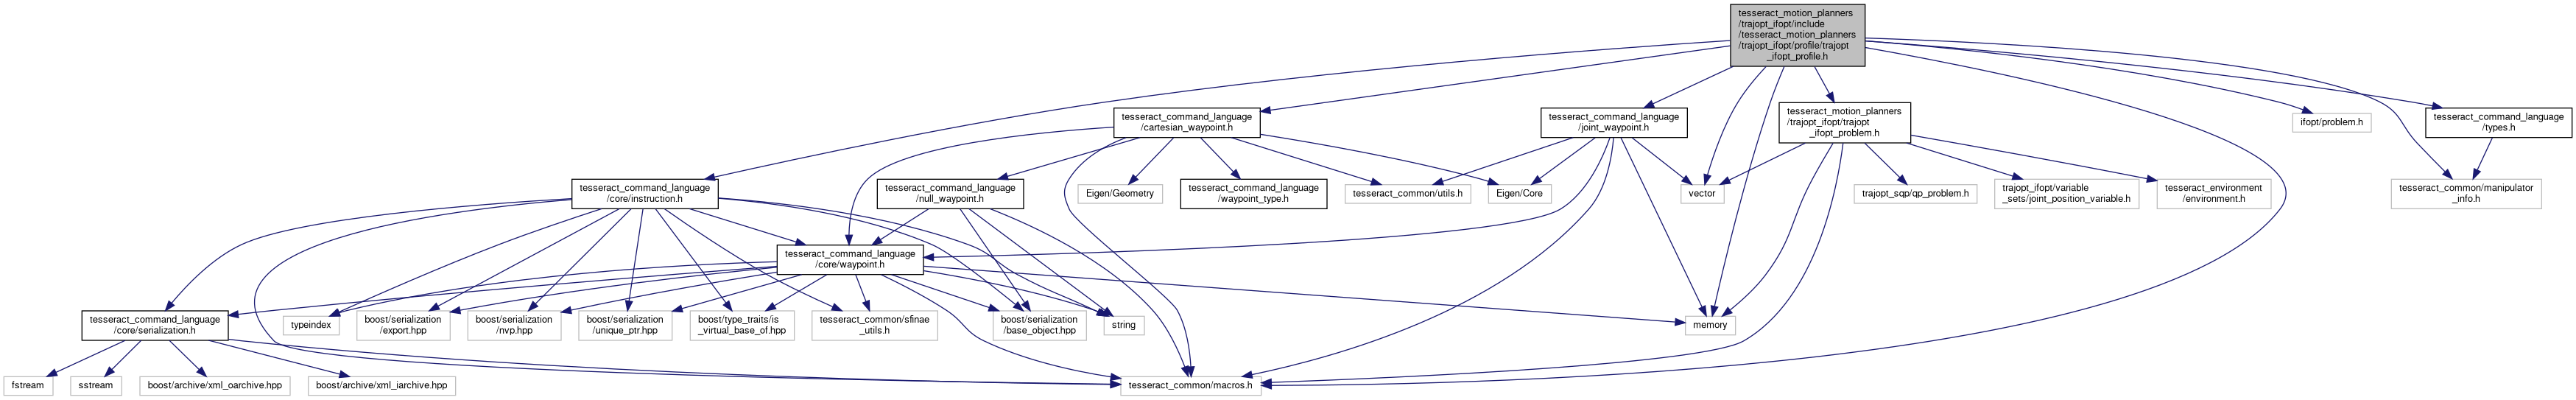 tesseract_motion_planners
/trajopt_ifopt/include
/tesseract_motion_planners
/trajopt_ifopt/profile/trajopt
_ifopt_profile.h
tesseract_command_language
/cartesian_waypoint.h
tesseract_command_language
/joint_waypoint.h
tesseract_motion_planners
/trajopt_ifopt/trajopt
_ifopt_problem.h
ifopt/problem.h
tesseract_command_language
/types.h
tesseract_command_language
/core/instruction.h
tesseract_command_language
/null_waypoint.h
Eigen/Geometry
tesseract_command_language
/waypoint_type.h
tesseract_common/utils.h
Eigen/Core
vector
trajopt_sqp/qp_problem.h
trajopt_ifopt/variable
_sets/joint_position_variable.h
tesseract_environment
/environment.h
tesseract_common/manipulator
_info.h
tesseract_command_language
/core/waypoint.h
tesseract_command_language
/core/serialization.h
typeindex
boost/serialization
/export.hpp
boost/serialization
/nvp.hpp
boost/serialization
/unique_ptr.hpp
boost/type_traits/is
_virtual_base_of.hpp
tesseract_common/sfinae
_utils.h
boost/serialization
/base_object.hpp
string
memory
fstream
sstream
boost/archive/xml_oarchive.hpp
boost/archive/xml_iarchive.hpp
tesseract_common/macros.h